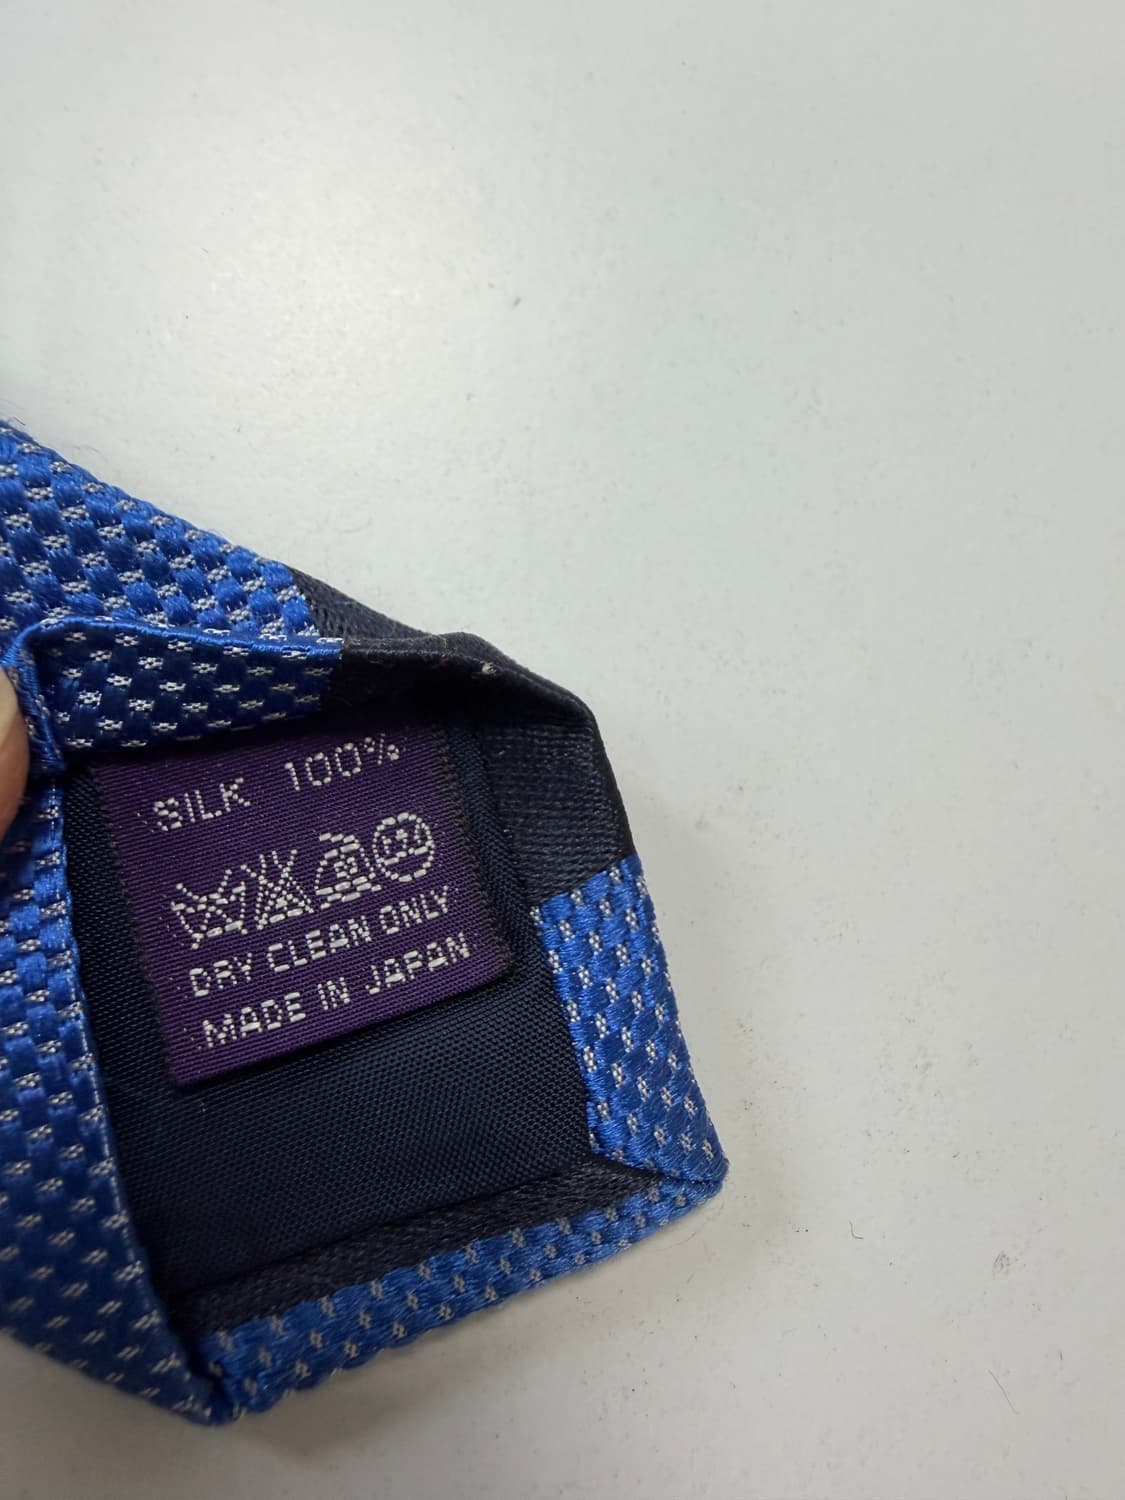 SILK 100%
DRY CLEAN ONLY
MADE IN JAPAN